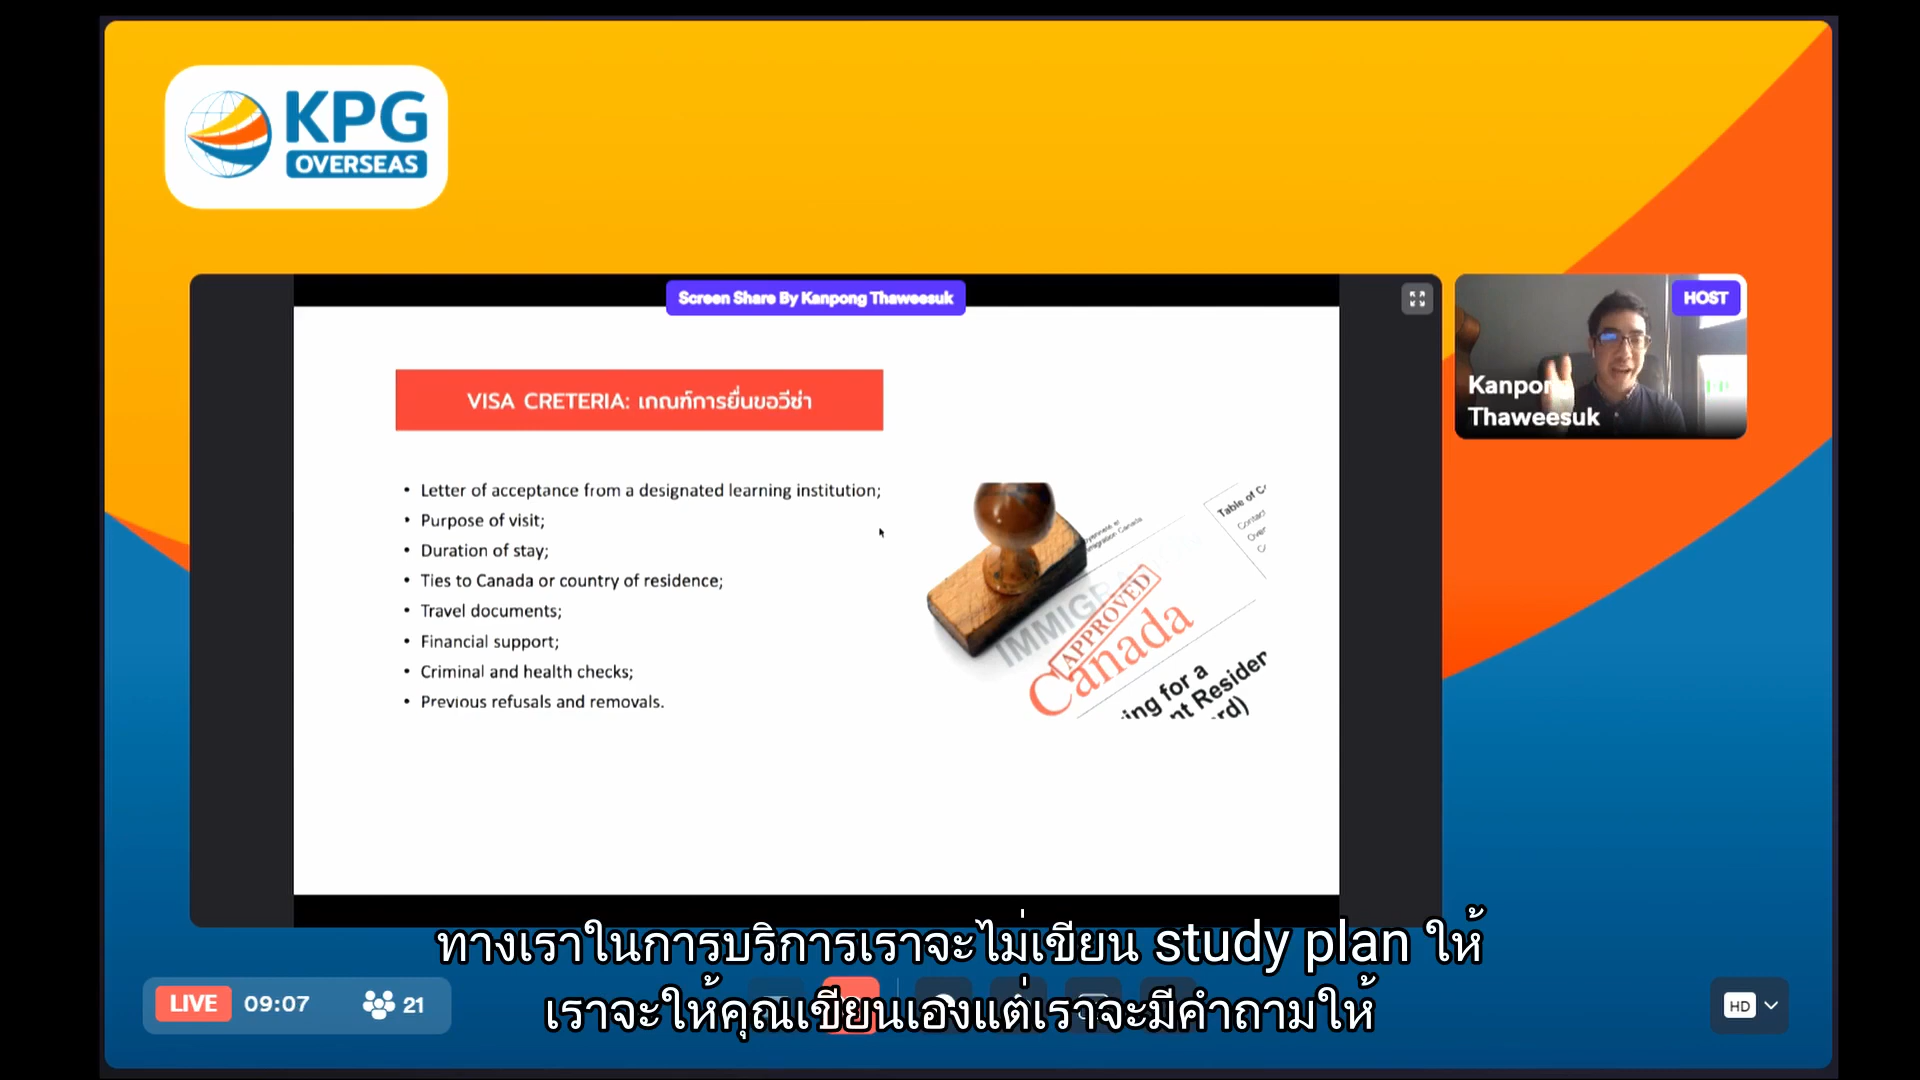 KPG
OVERSEAS
Screen Share By Kanpong Thaweesuk
HOST
Kanpong
Thaweesuk
VISA CRETERIA: เกณฑ์การยื่นขอวีซ่า
• Letter of acceptance from a designated learning institution;
• Purpose of visit;
• Duration of stay;
• Ties to Canada or country of residence;
• Travel documents;
• Financial support;
• Criminal and health checks;
• Previous refusals and removals.
Table of
IMMIGRA
APPROVED
Canada
ing for a
nt Residen
rd)
ทางเราในการบริการเราจะไม่เขียน study plan ให้
เราจะให้คุณเขียนเองแต่เราจะมีคำถามให้
LIVE 09:07 21
HD